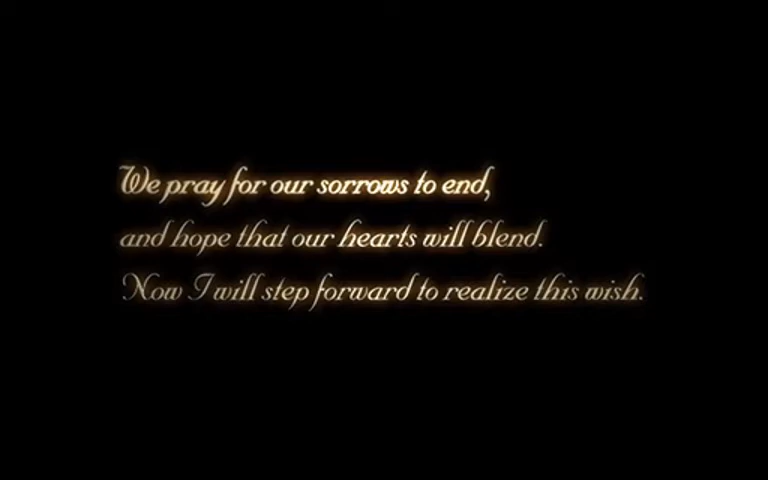 We pray for our sorrows to end,
and hope that our hearts will blend.
Now I will step forward to realize this wish.